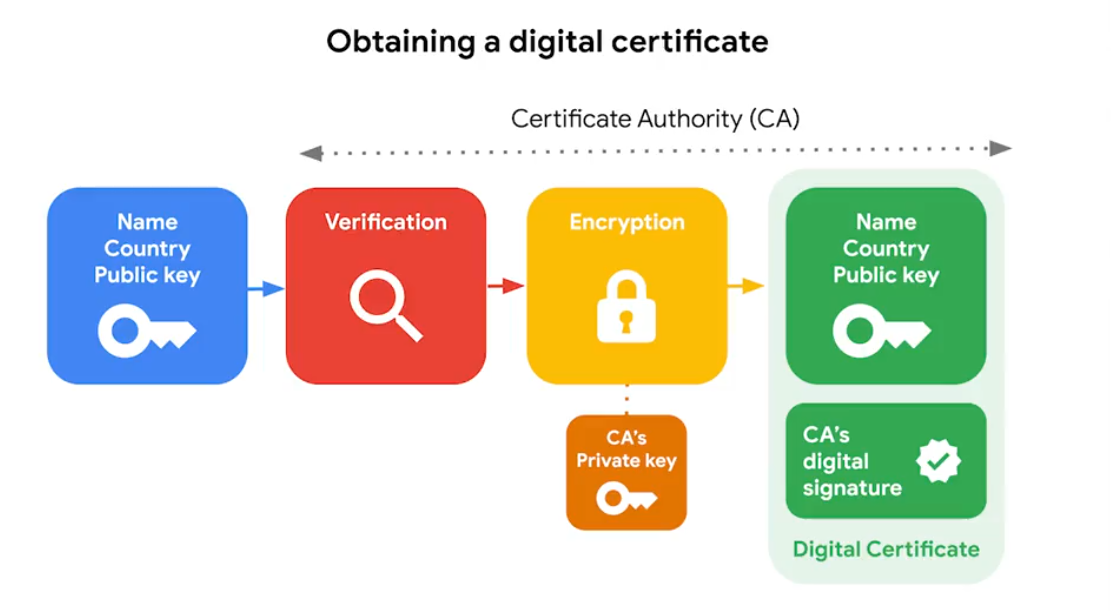 Obtaining a digital certificate
Certificate Authority (CA)
Name
Country
Public key
Verification
Encryption
CA's
Private key
Name
Country
Public key
CA's
digital
signature
Digital Certificate